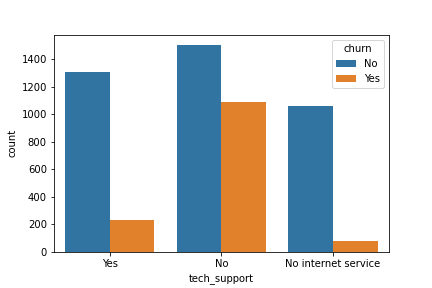 churn
No
Yes
1400
1200
1000
800
600
400
200
0
count
Yes No No internet service
tech_support